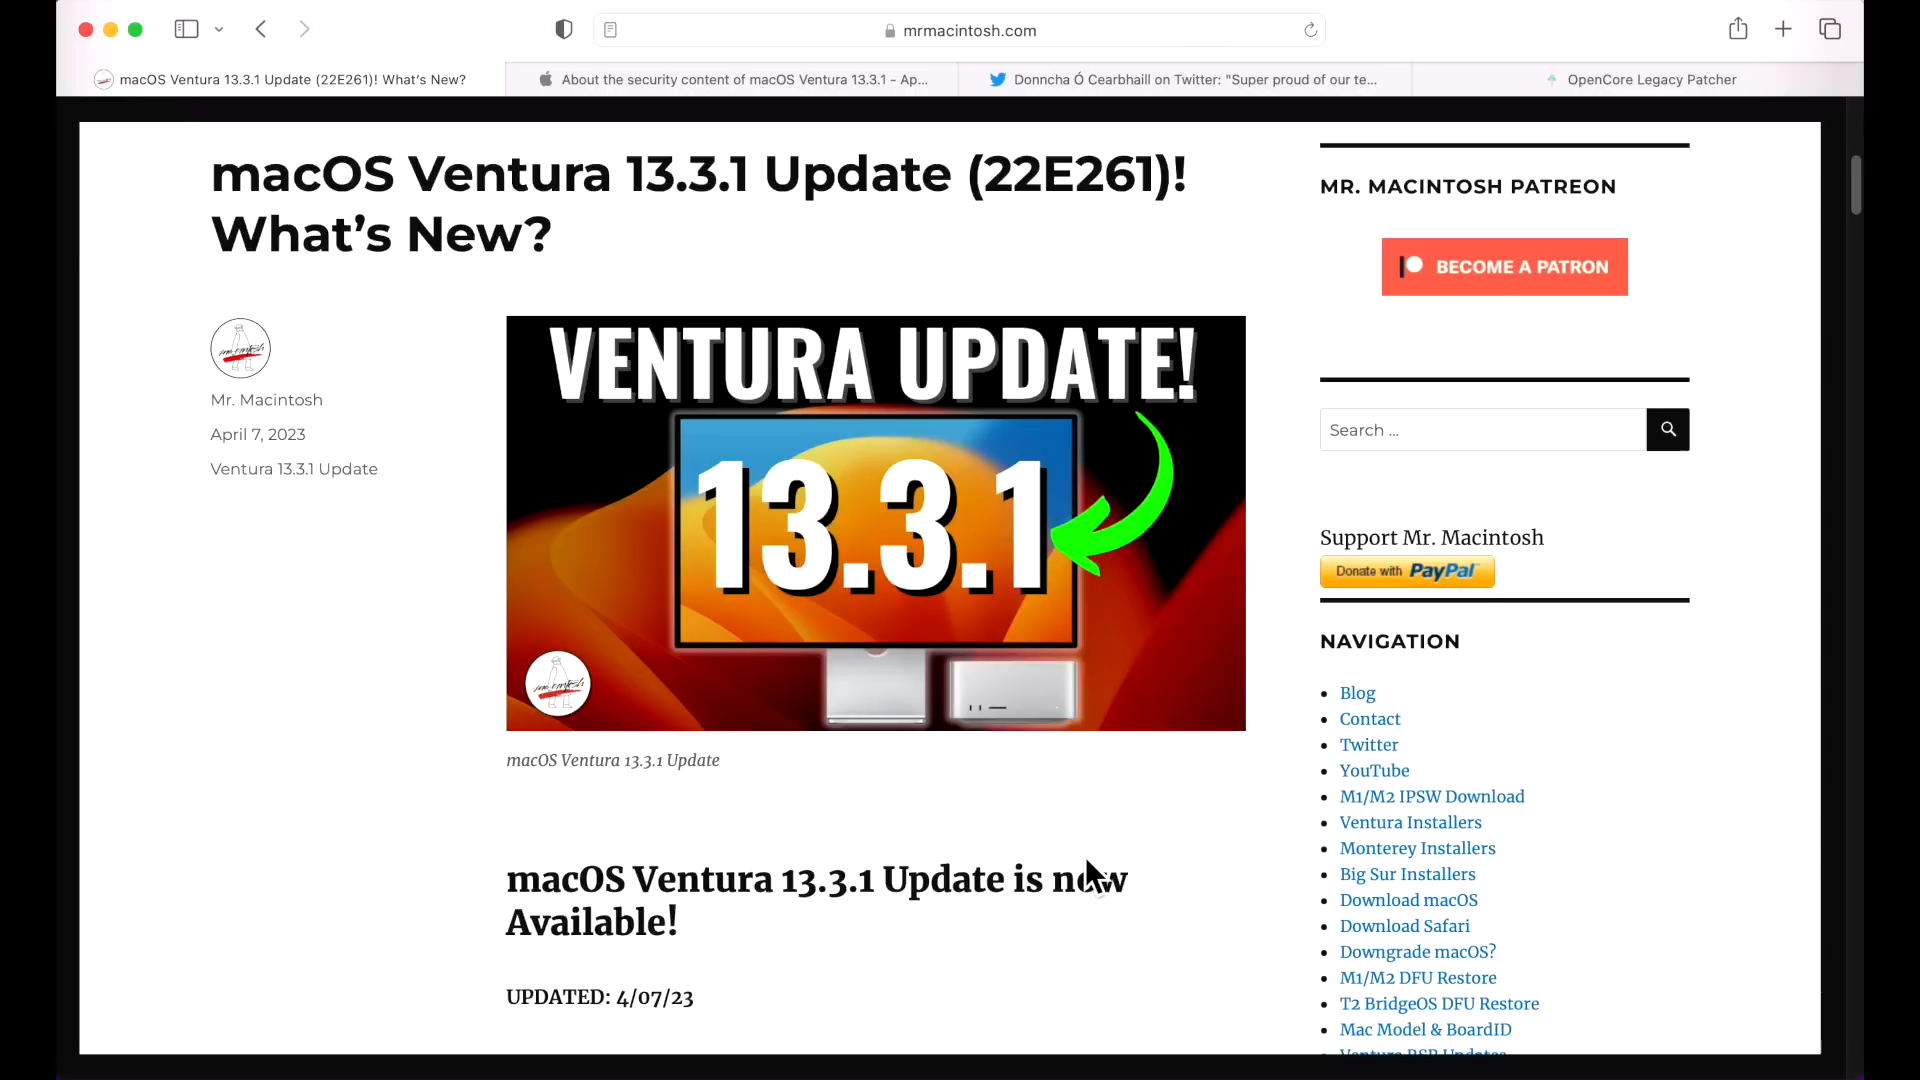 mrmacintosh.com
macOS Ventura 13.3.1 Update (22E261)! What's New?
About the security content of macOS Ventura 13.3.1 - Ap...
Donncha Ó Cearbhaill on Twitter: "Super proud of our te...
OpenCore Legacy Patcher
macOS Ventura 13.3.1 Update (22E261)!
What's New?
Mr. Macintosh
April 7, 2023
Ventura 13.3.1 Update
VENTURA UPDATE!
13.3.1
macOS Ventura 13.3.1 Update
macOS Ventura 13.3.1 Update is now
Available!
UPDATED: 4/07/23
MR. MACINTOSH PATREON
BECOME A PATRON
Search …
Support Mr. Macintosh
Donate with PayPal
NAVIGATION
Blog
Contact
Twitter
YouTube
M1/M2 IPSW Download
Ventura Installers
Monterey Installers
Big Sur Installers
Download macOS
Download Safari
Downgrade macOS?
M1/M2 DFU Restore
T2 BridgeOS DFU Restore
Mac Model & BoardID
Ventura RSR Updates